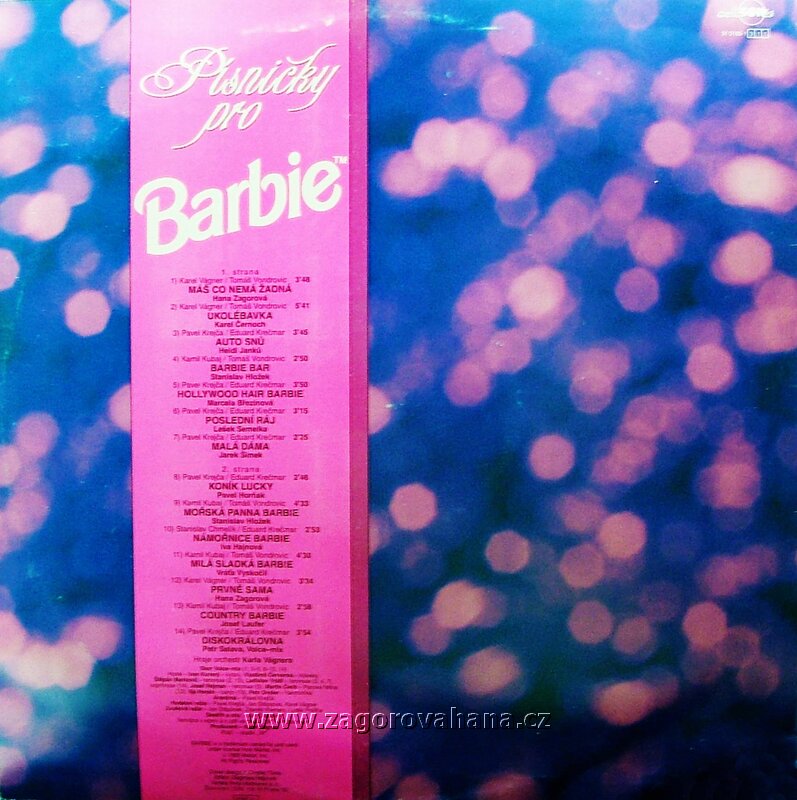 Písničky
pro
Barbie™
1. strana
1) Karel Vágner / Tomáš Vondrovic 3'48
MÁŠ CO NEMÁ ŽÁDNÁ
Hana Zagorová
2) Karel Vágner / Tomáš Vondrovic 5'41
UKOLÉBAVKA
Karel Černoch
3) Pavel Krejča / Eduard Krečmar 3'45
AUTO SNŮ
Heidi Janků
4) Kamil Kubaj / Tomáš Vondrovic 2'50
BARBIE BAR
Stanislav Hložek
5) Pavel Krejča / Eduard Krečmar 3'50
HOLLYWOOD HAIR BARBIE
Marcela Březinová
6) Pavel Krejča / Eduard Krečmar 3'15
POSLEDNÍ RÁJ
Lešek Semelka
7) Pavel Krejča / Eduard Krečmar 2'25
MALÁ DÁMA
Jarek Šimek
2. strana
8) Pavel Krejča / Eduard Krečmar 2'46
KONÍK LUCKY
Pavel Horňák
9) Kamil Kubaj / Tomáš Vondrovic 4'33
MOŘSKÁ PANNA BARBIE
Stanislav Hložek
10) Stanislav Chmelík / Eduard Krečmar 2'53
NÁMOŘNICE BARBIE
Iva Hajnová
11) Kamil Kubaj / Tomáš Vondrovic 4'30
MILÁ SLADKÁ BARBIE
Vráťa Vyskočil
12) Karel Vágner / Tomáš Vondrovic 3'14
PRVNĚ SAMA
Hana Zagorová
13) Kamil Kubaj / Tomáš Vondrovic 2'58
COUNTRY BARBIE
Josef Laufer
14) Pavel Krejča / Eduard Krečmar 3'54
DISKOKRÁLOVNA
Petr Salava, Voice-mix
Hraje orchestr Karla Vágnera
www.zagorovahana.cz